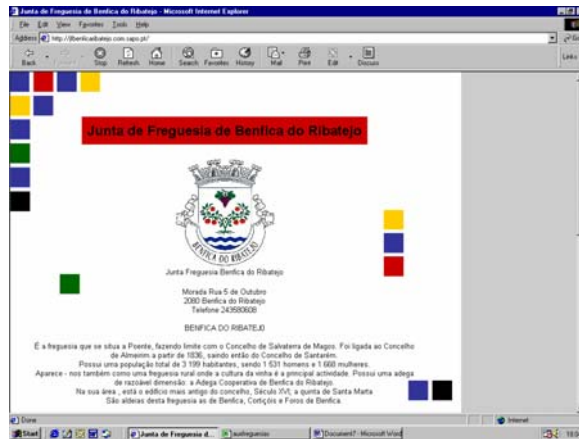 Junta de Freguesia de Benfica do Ribatejo - Microsoft Internet Explorer
File Edit View Favorites Tools Help
Address http://jfbenficaribatejo.com.sapo.pt/
Back Stop Refresh Home Search Favorites History Mail Print Edit Discuss
Links
Junta de Freguesia de Benfica do Ribatejo
BENFICA DO RIBATEJO
Junta Freguesia Benfica do Ribatejo
Morada Rua 5 de Outubro
2080 Benfica do Ribatejo
Telefone 243580608
BENFICA DO RIBATEJO
É a freguesia que se situa a Poente, fazendo limite com o Concelho de Salvaterra de Magos. Foi ligada ao Concelho
de Almeirim a partir de 1836, saindo então do Concelho de Santarém.
Possui uma população total de 3 199 habitantes, sendo 1 531 homens e 1 668 mulheres.
Aparece - nos também como uma freguesia rural onde a cultura da vinha é a principal actividade. Possui uma adega
de razoável dimensão: a Adega Cooperativa de Benfica do Ribatejo.
Na sua área , está o edifício mais antigo do concelho, Século XVI; a quinta de Santa Marta
São aldeias desta freguesia as de Benfica, Cortiçóis e Foros de Benfica.
Done
Internet
Start Junta de Freguesia d... Document7 - Microsoft Word